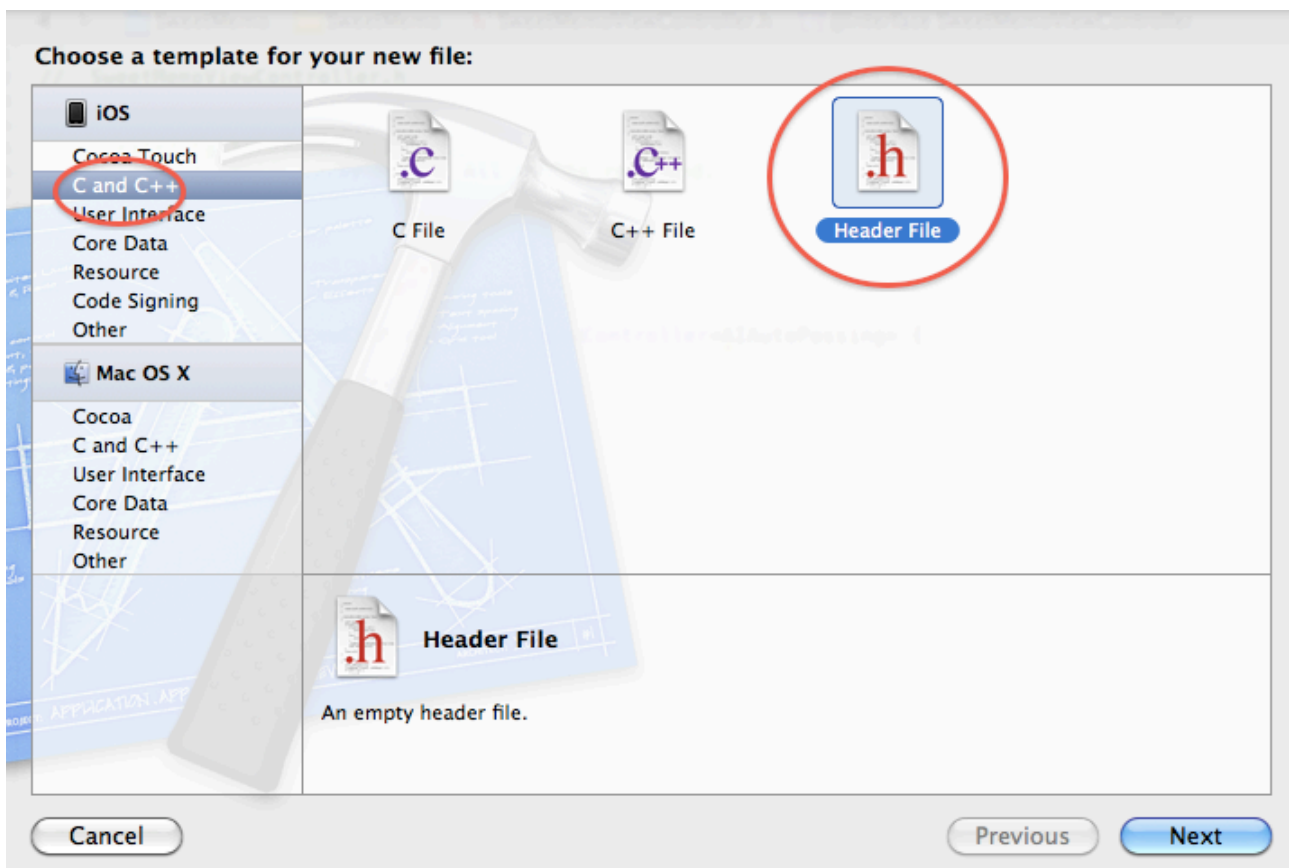 Choose a template for your new file:
iOS
Cocoa Touch
C and C++
User Interface
Core Data
Resource
Code Signing
Other
Mac OS X
Cocoa
C and C++
User Interface
Core Data
Resource
Other
.c
C File
.C++
C++ File
.h
Header File
.h
Header File
An empty header file.
APPLICATION APP
Cancel
Previous
Next